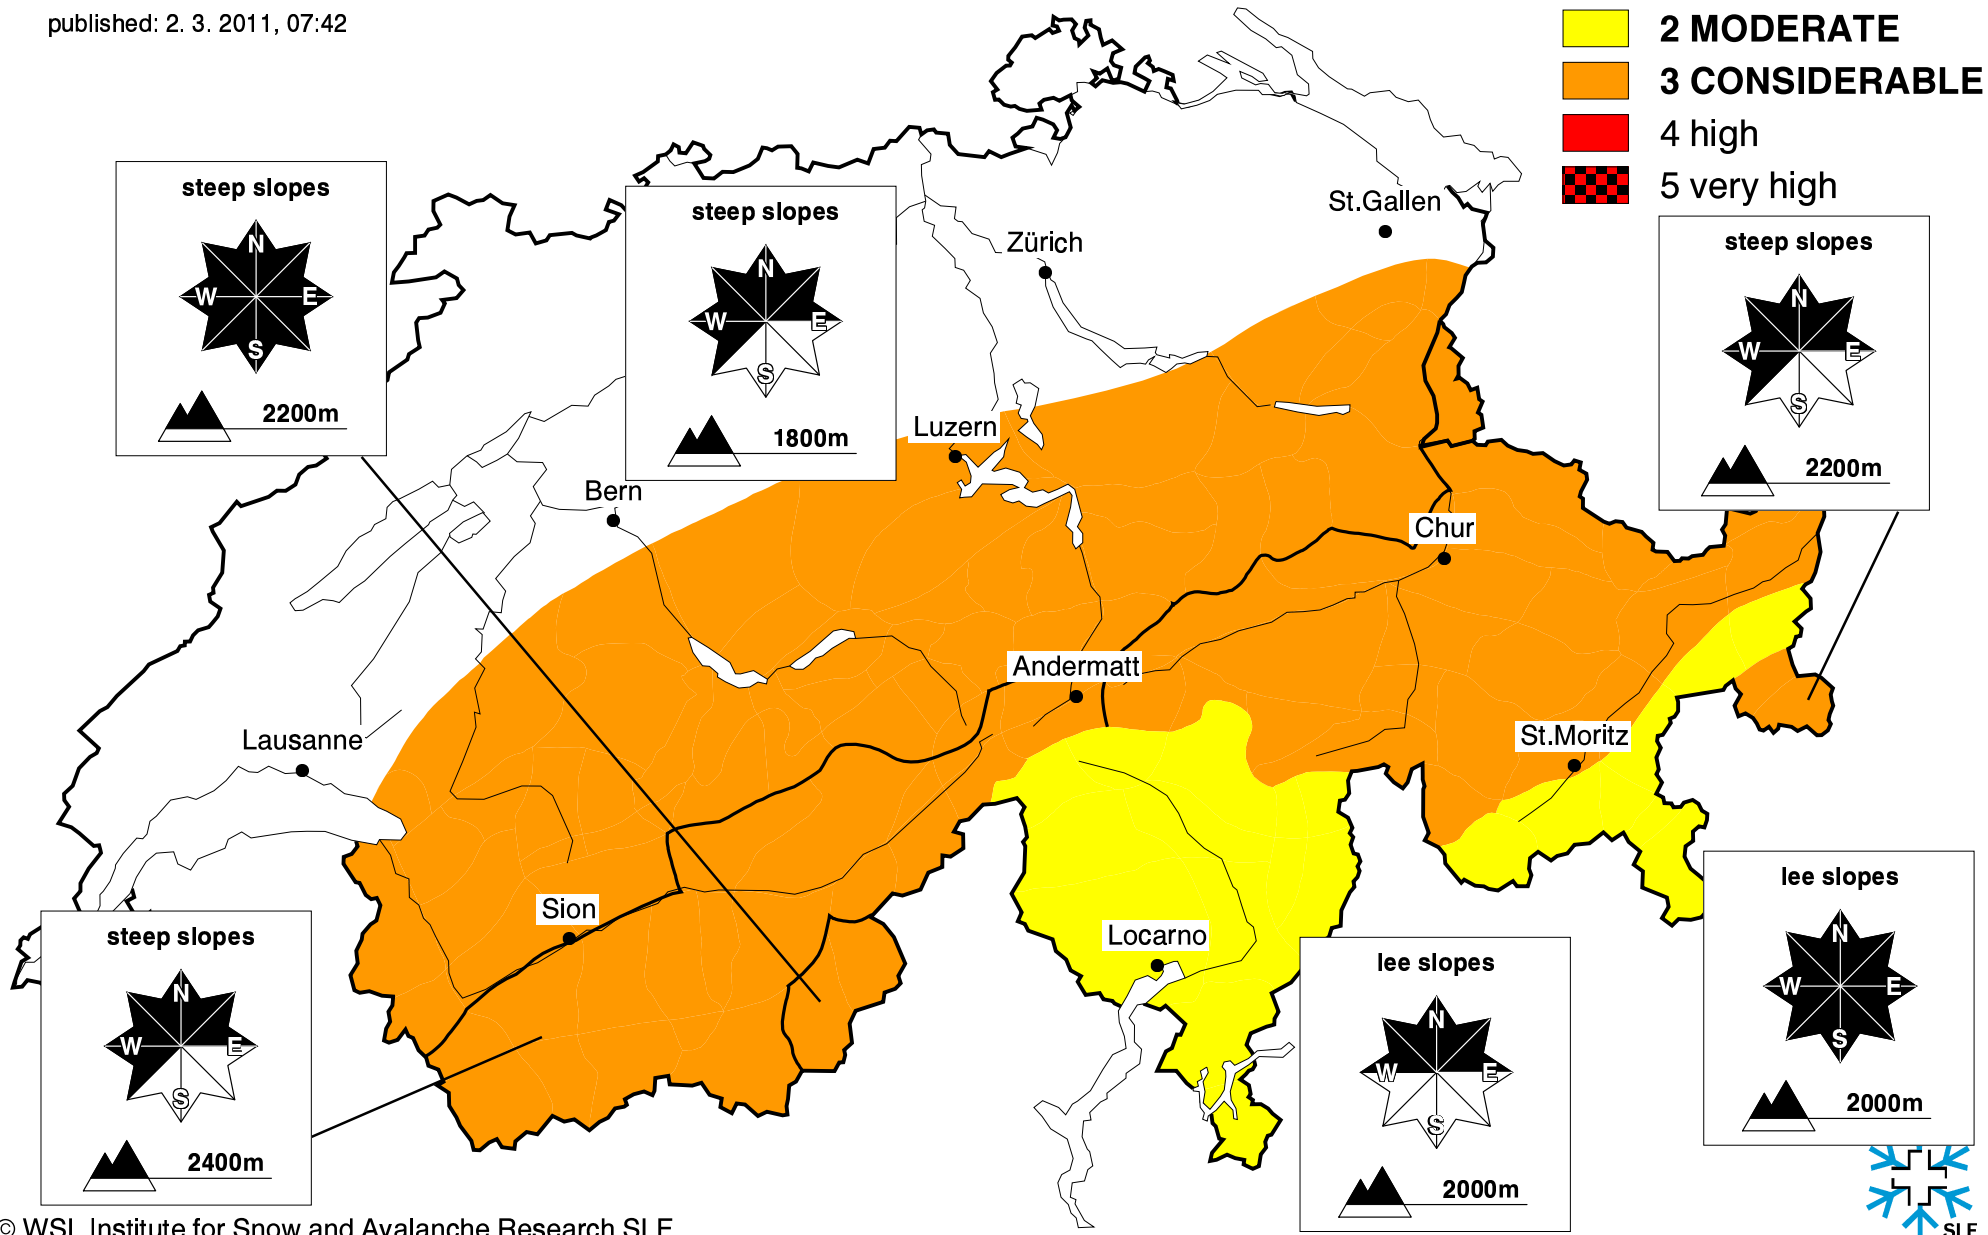 published: 2. 3. 2011, 07:42
2 MODERATE
3 CONSIDERABLE
4 high
5 very high
steep slopes
N
W E
S
2200m
steep slopes
N
W E
S
1800m
steep slopes
N
W E
S
2200m
St.Gallen
Zürich
Luzern
Bern
Chur
Andermatt
Lausanne
St.Moritz
Sion
Locarno
steep slopes
N
W E
S
2400m
lee slopes
N
W E
S
2000m
lee slopes
N
W E
S
2000m
© WSL Institute for Snow and Avalanche Research SLF
SLF